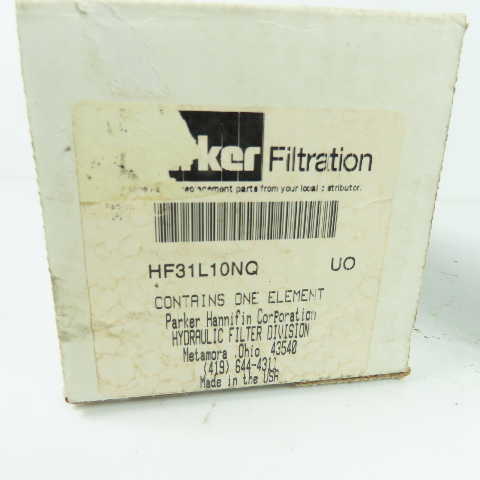 Filtration
replacement parts from your local distributor.
HF31L10NQ UO
CONTAINS ONE ELEMENT
Parker Hannifin Corporation
HYDRAULIC FILTER DIVISION
Metamora, Ohio 43540
(419) 644-4311
Made in the USA